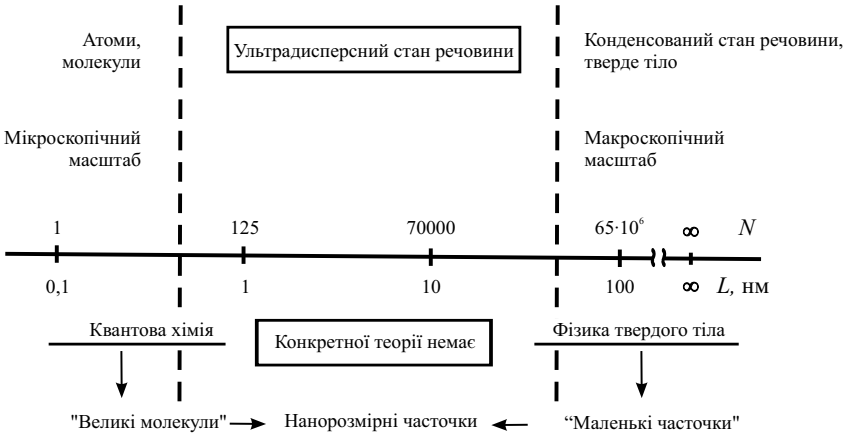 Атоми,
молекули
Ультрадисперсний стан речовини
Конденсований стан речовини,
тверде тіло
Мікроскопічний
масштаб
Макроскопічний
масштаб
1 125 70000 65·10⁶ ∞ N
0,1 1 10 100 ∞ L, нм
Квантова хімія
Конкретної теорії немає
Фізика твердого тіла
"Великі молекули"
Нанорозмірні часточки
“Маленькі часточки"